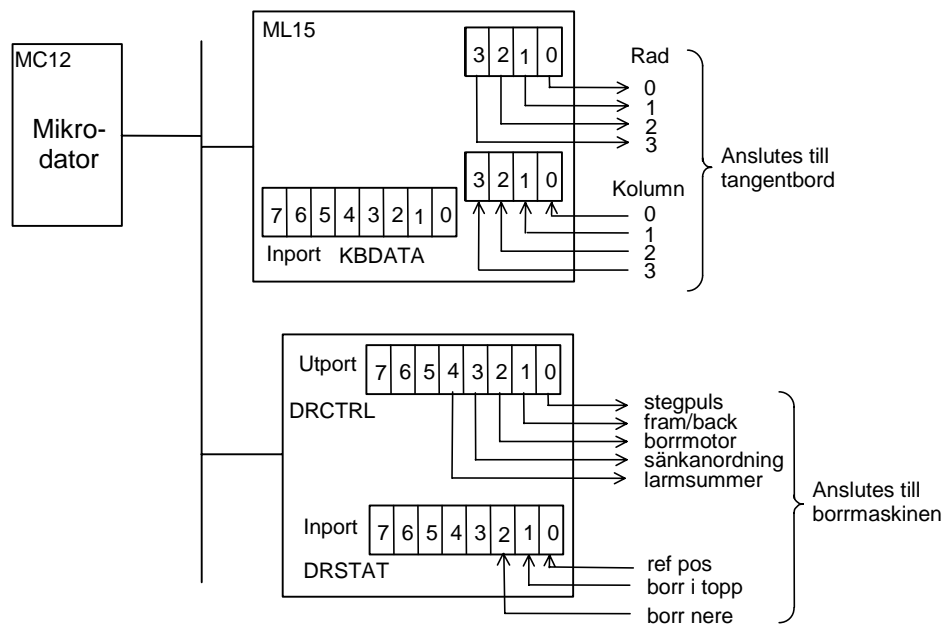 MC12
Mikro-
dator
ML15
3 2 1 0
Rad
0
1
2
3
3 2 1 0
Kolumn
0
1
2
3
Anslutes till
tangentbord
7 6 5 4 3 2 1 0
Inport KBDATA
Utport
7 6 5 4 3 2 1 0
DRCTRL
stegpuls
fram/back
borrmotor
sänkanordning
larmsummer
Inport
7 6 5 4 3 2 1 0
DRSTAT
ref pos
borr i topp
borr nere
Anslutes till
borrmaskinen